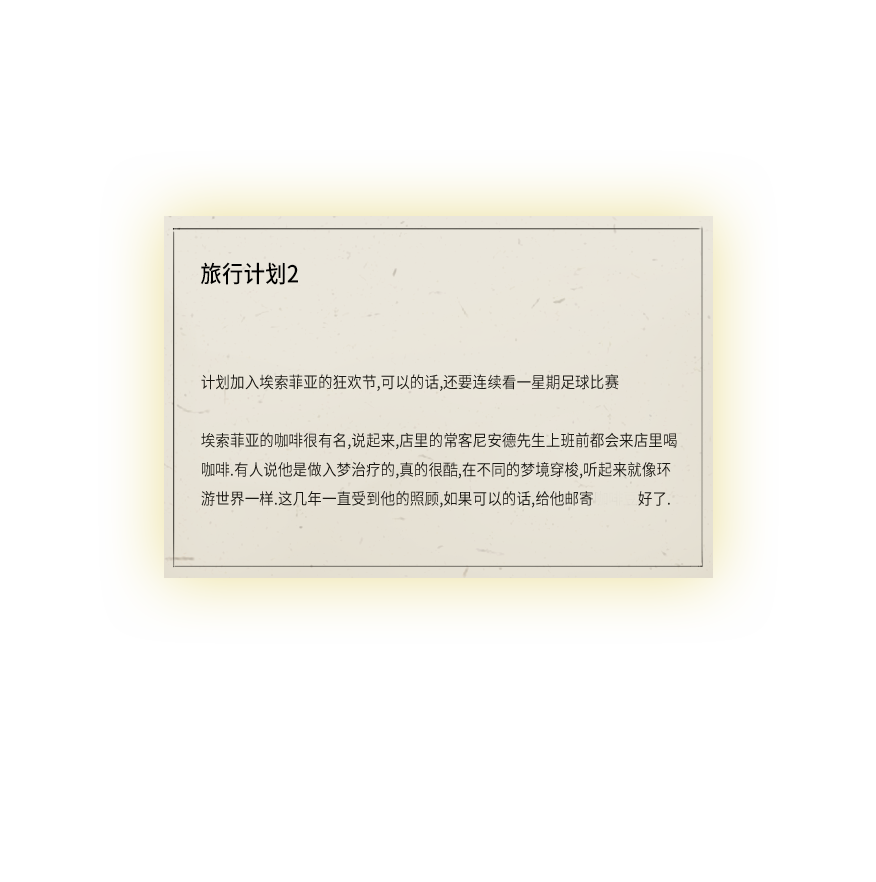 旅行计划2
计划加入埃索菲亚的狂欢节,可以的话,还要连续看一星期足球比赛
埃索菲亚的咖啡很有名,说起来,店里的常客尼安德先生上班前都会来店里喝
咖啡.有人说他是做入梦治疗的,真的很酷,在不同的梦境穿梭,听起来就像环
游世界一样.这几年一直受到他的照顾,如果可以的话,给他邮寄 好了.